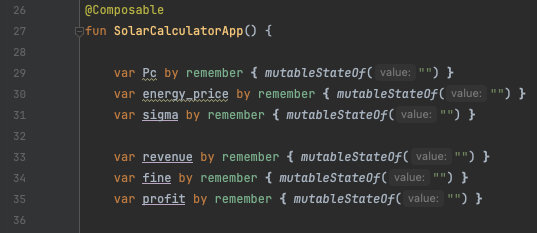 26 @Composable
27 fun SolarCalculatorApp() {
28
29 var Pc by remember { mutableStateOf( value: "") }
30 var energy_price by remember { mutableStateOf( value: "") }
31 var sigma by remember { mutableStateOf( value: "") }
32
33 var revenue by remember { mutableStateOf( value: "") }
34 var fine by remember { mutableStateOf( value: "") }
35 var profit by remember { mutableStateOf( value: "") }
36